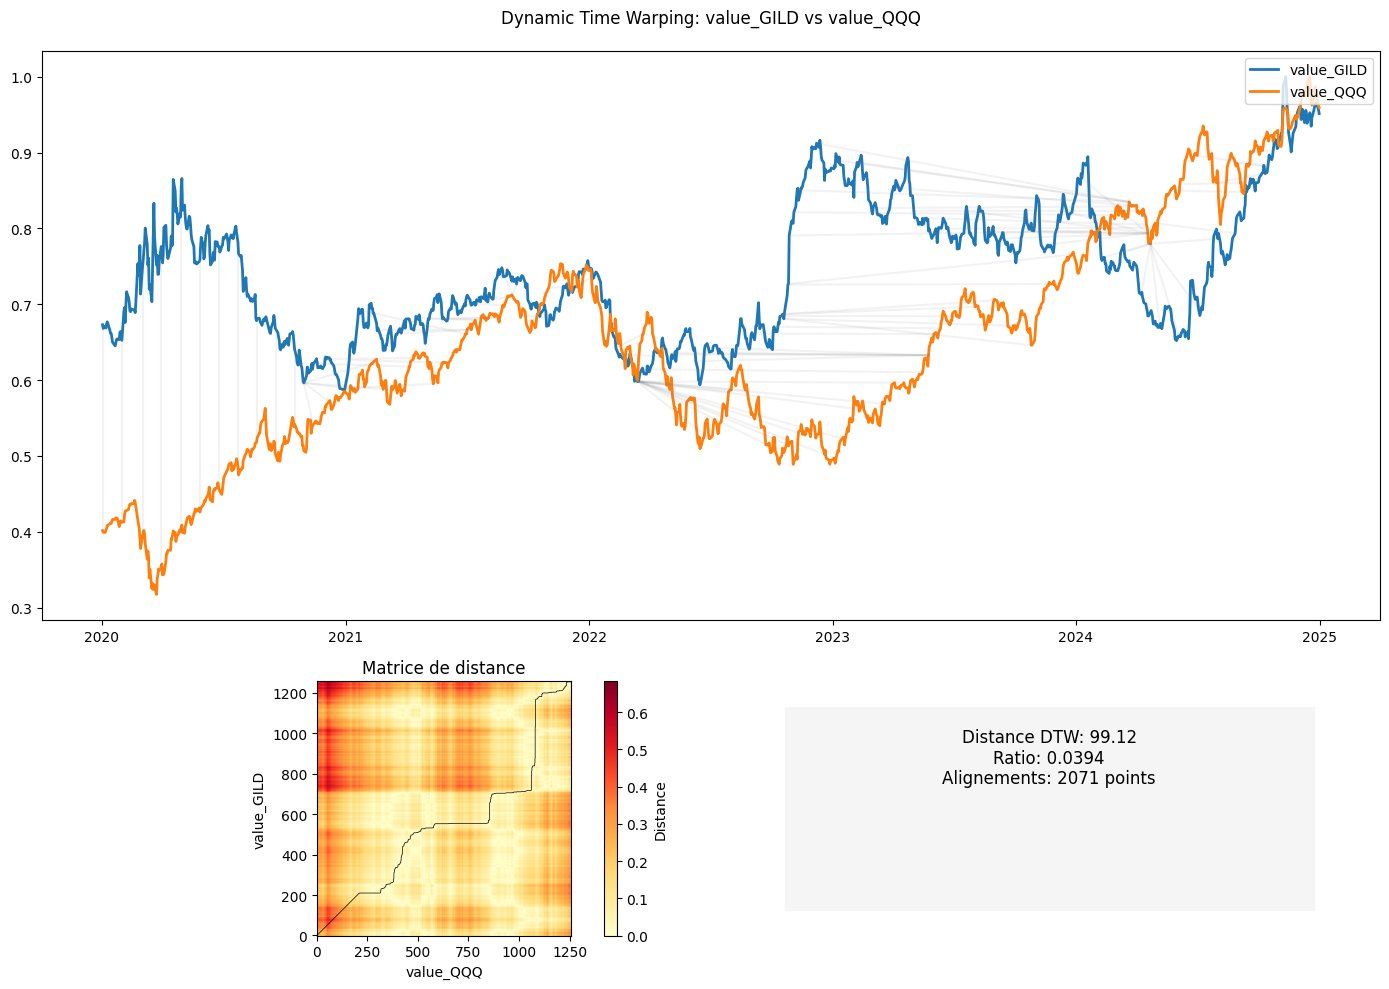 Dynamic Time Warping: value_GILD vs value_QQQ
1.0
0.9
0.8
0.7
0.6
0.5
0.4
0.3
value_GILD
value_QQQ
2020 2021 2022 2023 2024 2025
Matrice de distance
1200
1000
800
600
400
200
0
value_GILD
0 250 500 750 1000 1250
value_QQQ
0.6
0.5
0.4
0.3
0.2
0.1
0.0
Distance
Distance DTW: 99.12
Ratio: 0.0394
Alignements: 2071 points